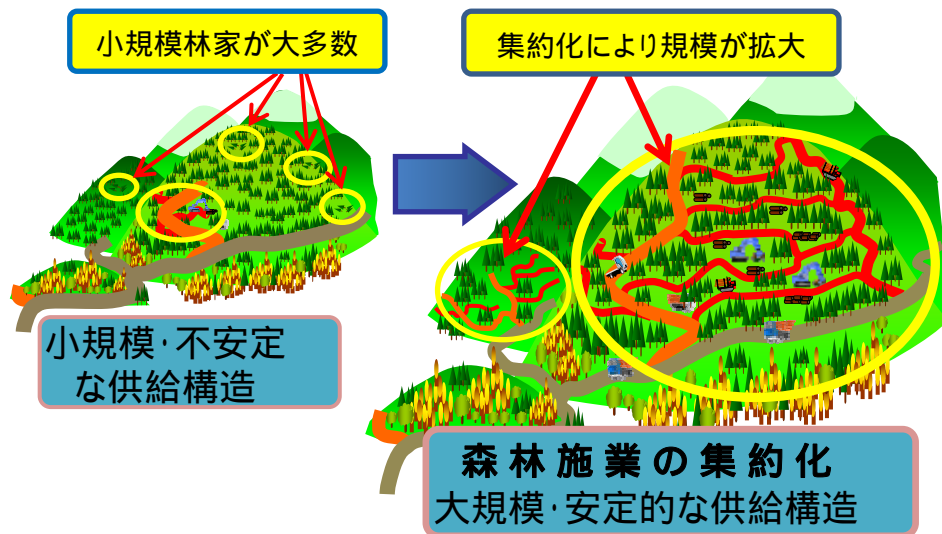 小規模林家が大多数
集約化により規模が拡大
小規模･不安定
な供給構造
森林施業の集約化
大規模･安定的な供給構造